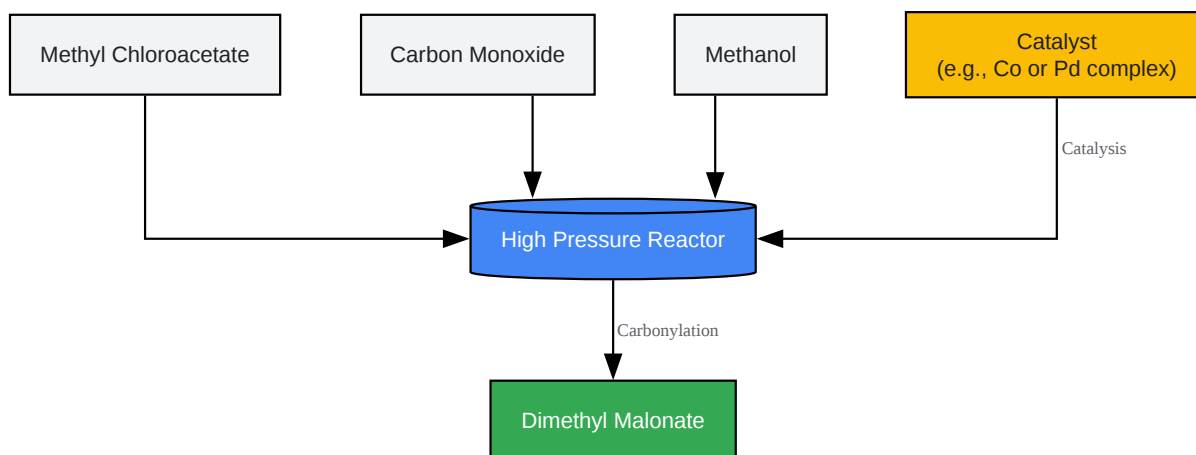 Methyl Chloroacetate
Carbon Monoxide
Methanol
Catalyst
(e.g., Co or Pd complex)
Catalysis
High Pressure Reactor
Carbonylation
Dimethyl Malonate